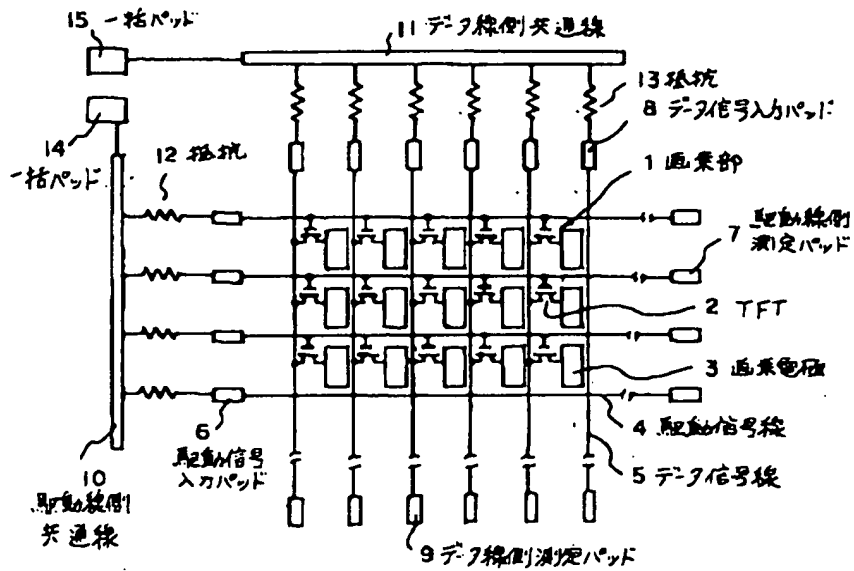 15 一括パッド
11 データ線側共通線
13 抵抗
8 データ信号入力パッド
14
一括パッド
12 抵抗
1 画素部
7 駆動線側
測定パッド
2 TFT
3 画素電極
4 駆動信号線
5 データ信号線
6
駆動信号
入力パッド
10
駆動線側
共通線
9 データ線側測定パッド